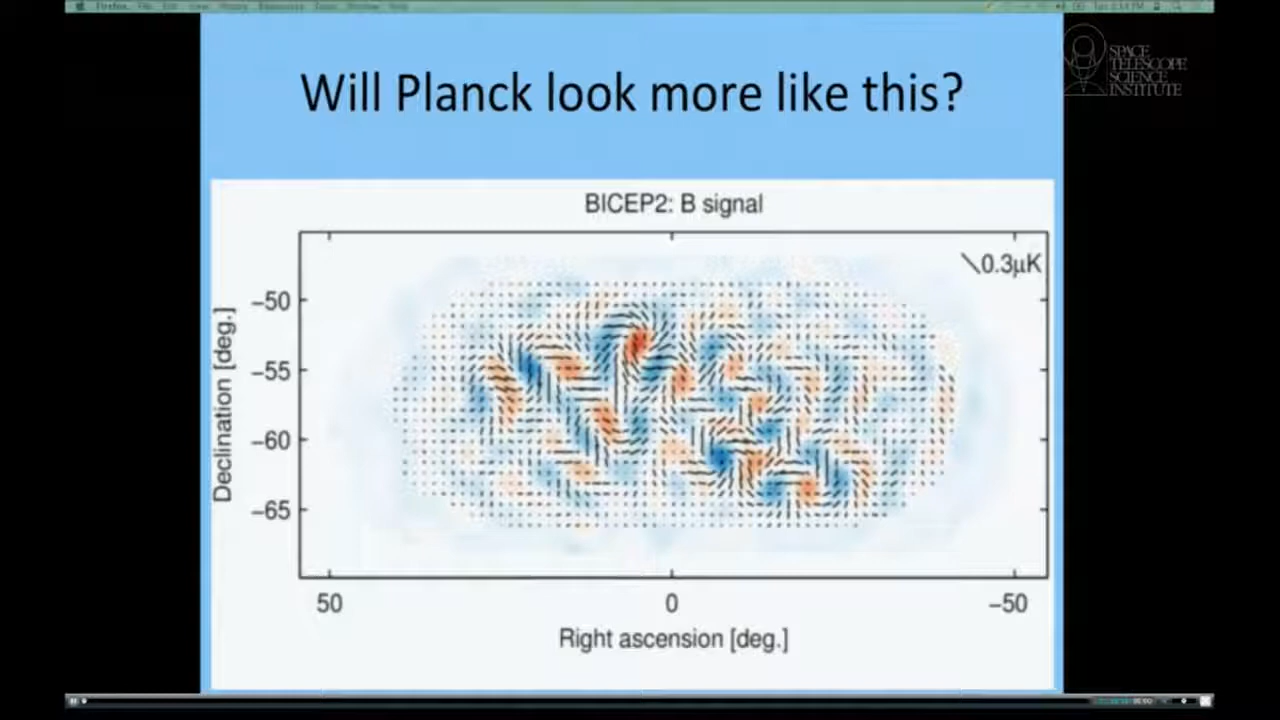 Firefox
Will Planck look more like this?
SPACE
TELESCOPE
SCIENCE
INSTITUTE
BICEP2: B signal
0.3μK
Declination [deg.]
−50
−55
−60
−65
50
0
−50
Right ascension [deg.]